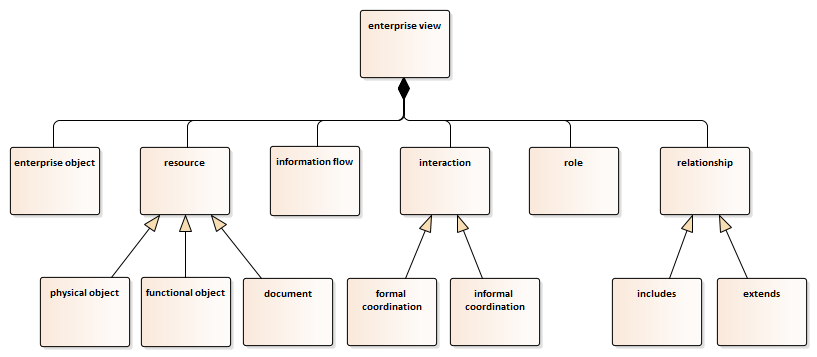 enterprise view
enterprise object
resource
information flow
interaction
role
relationship
physical object
functional object
document
formal
coordination
informal
coordination
includes
extends